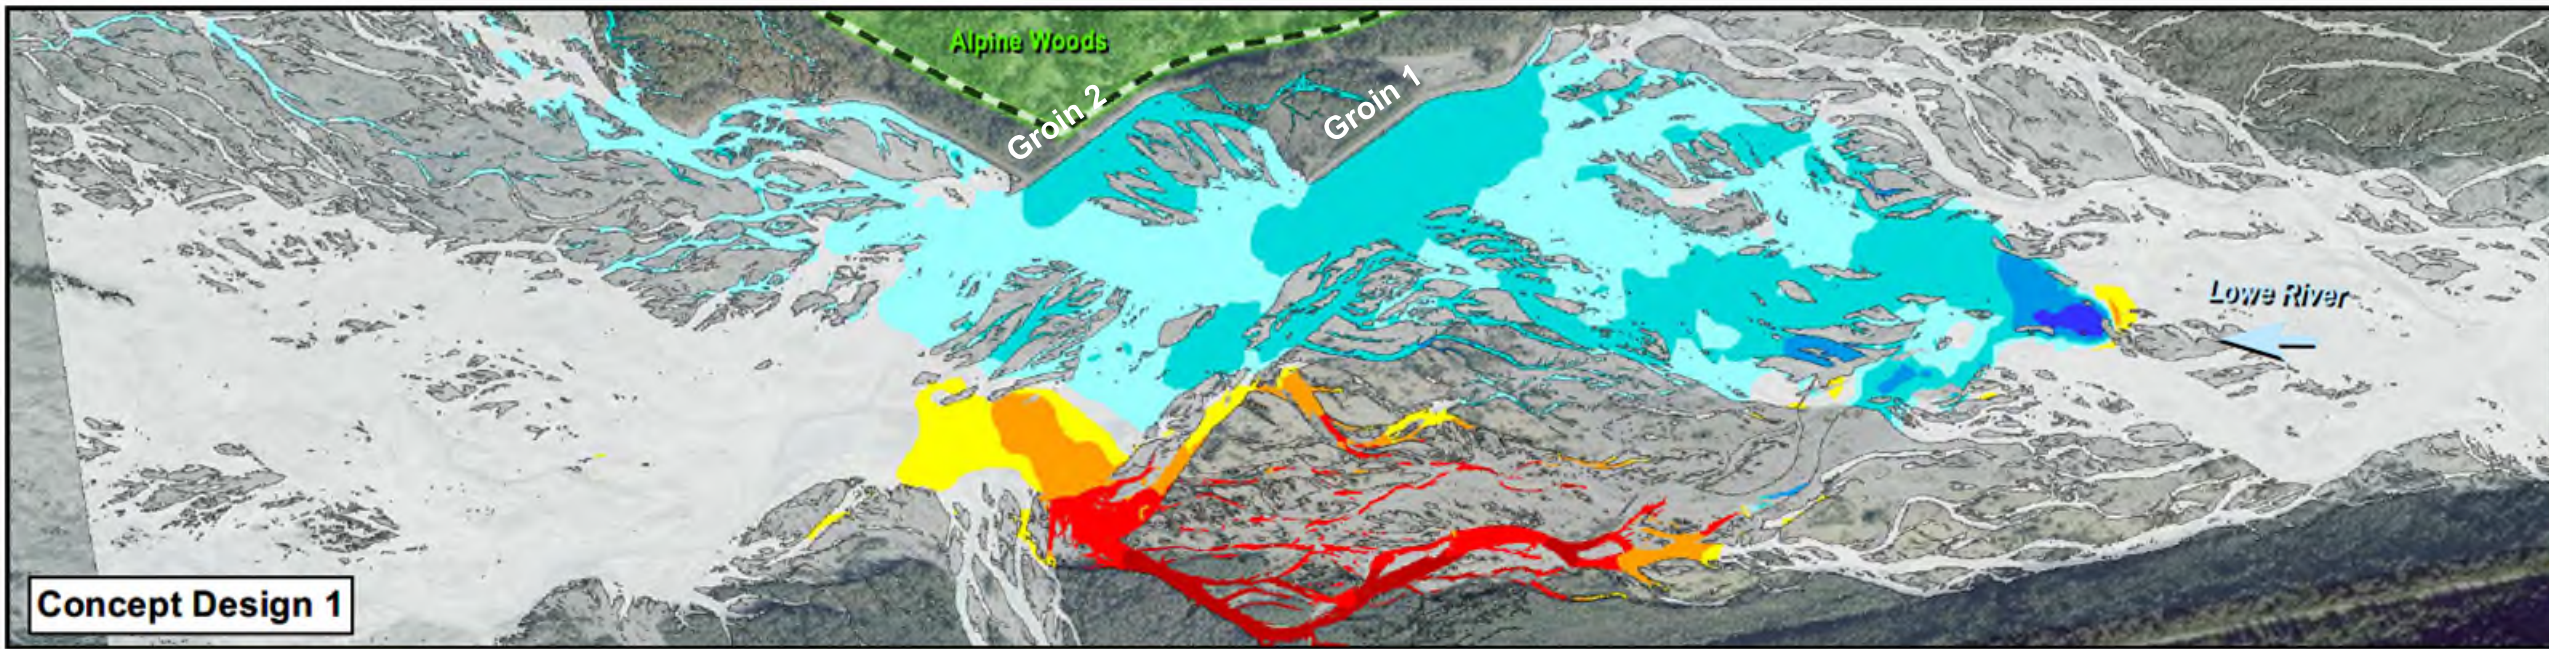 Alpine Woods
Groin 2
Groin 1
Lowe River
Concept Design 1